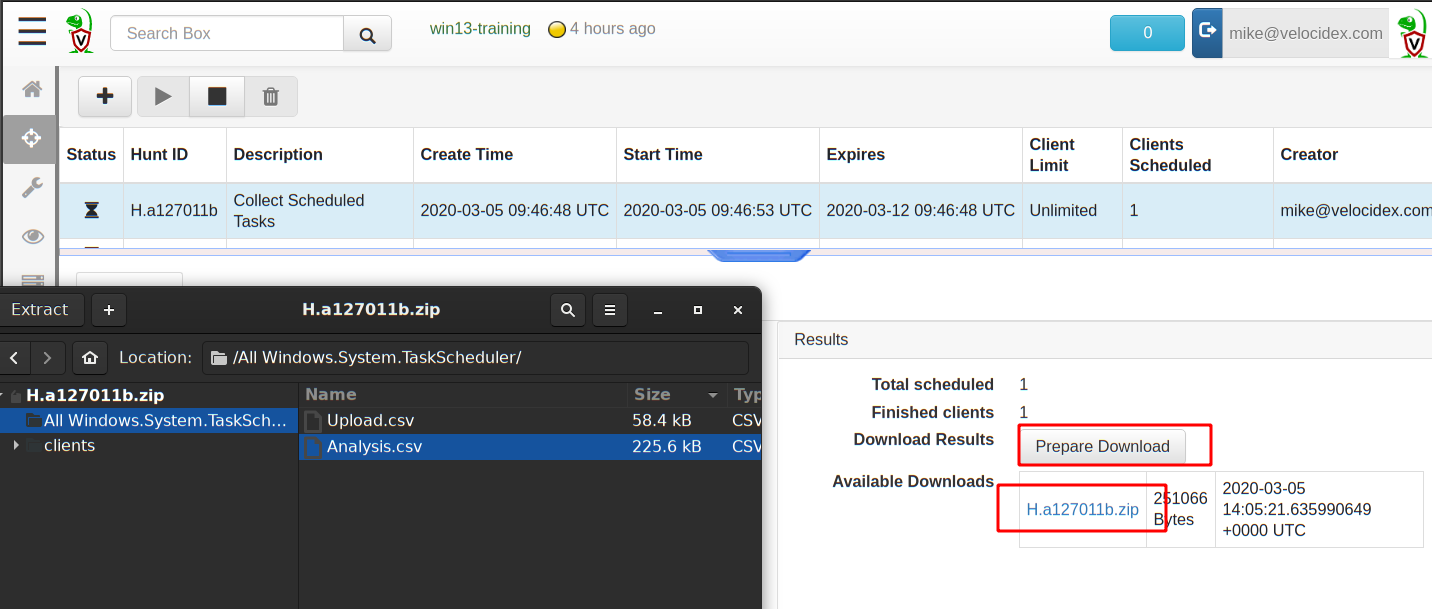 Search Box
win13-training
4 hours ago
0
mike@velocidex.com
Status Hunt ID Description Create Time Start Time Expires Client Limit Clients Scheduled Creator
H.a127011b Collect Scheduled Tasks 2020-03-05 09:46:48 UTC 2020-03-05 09:46:53 UTC 2020-03-12 09:46:48 UTC Unlimited 1 mike@velocidex.com
Extract
H.a127011b.zip
Location: /All Windows.System.TaskScheduler/
H.a127011b.zip
All Windows.System.TaskSch...
clients
Name Size Typ
Upload.csv 58.4 kB CSV
Analysis.csv 225.6 kB CSV
Results
Total scheduled 1
Finished clients 1
Download Results Prepare Download
Available Downloads
H.a127011b.zip
251066
Bytes
2020-03-05
14:05:21.635990649
+0000 UTC